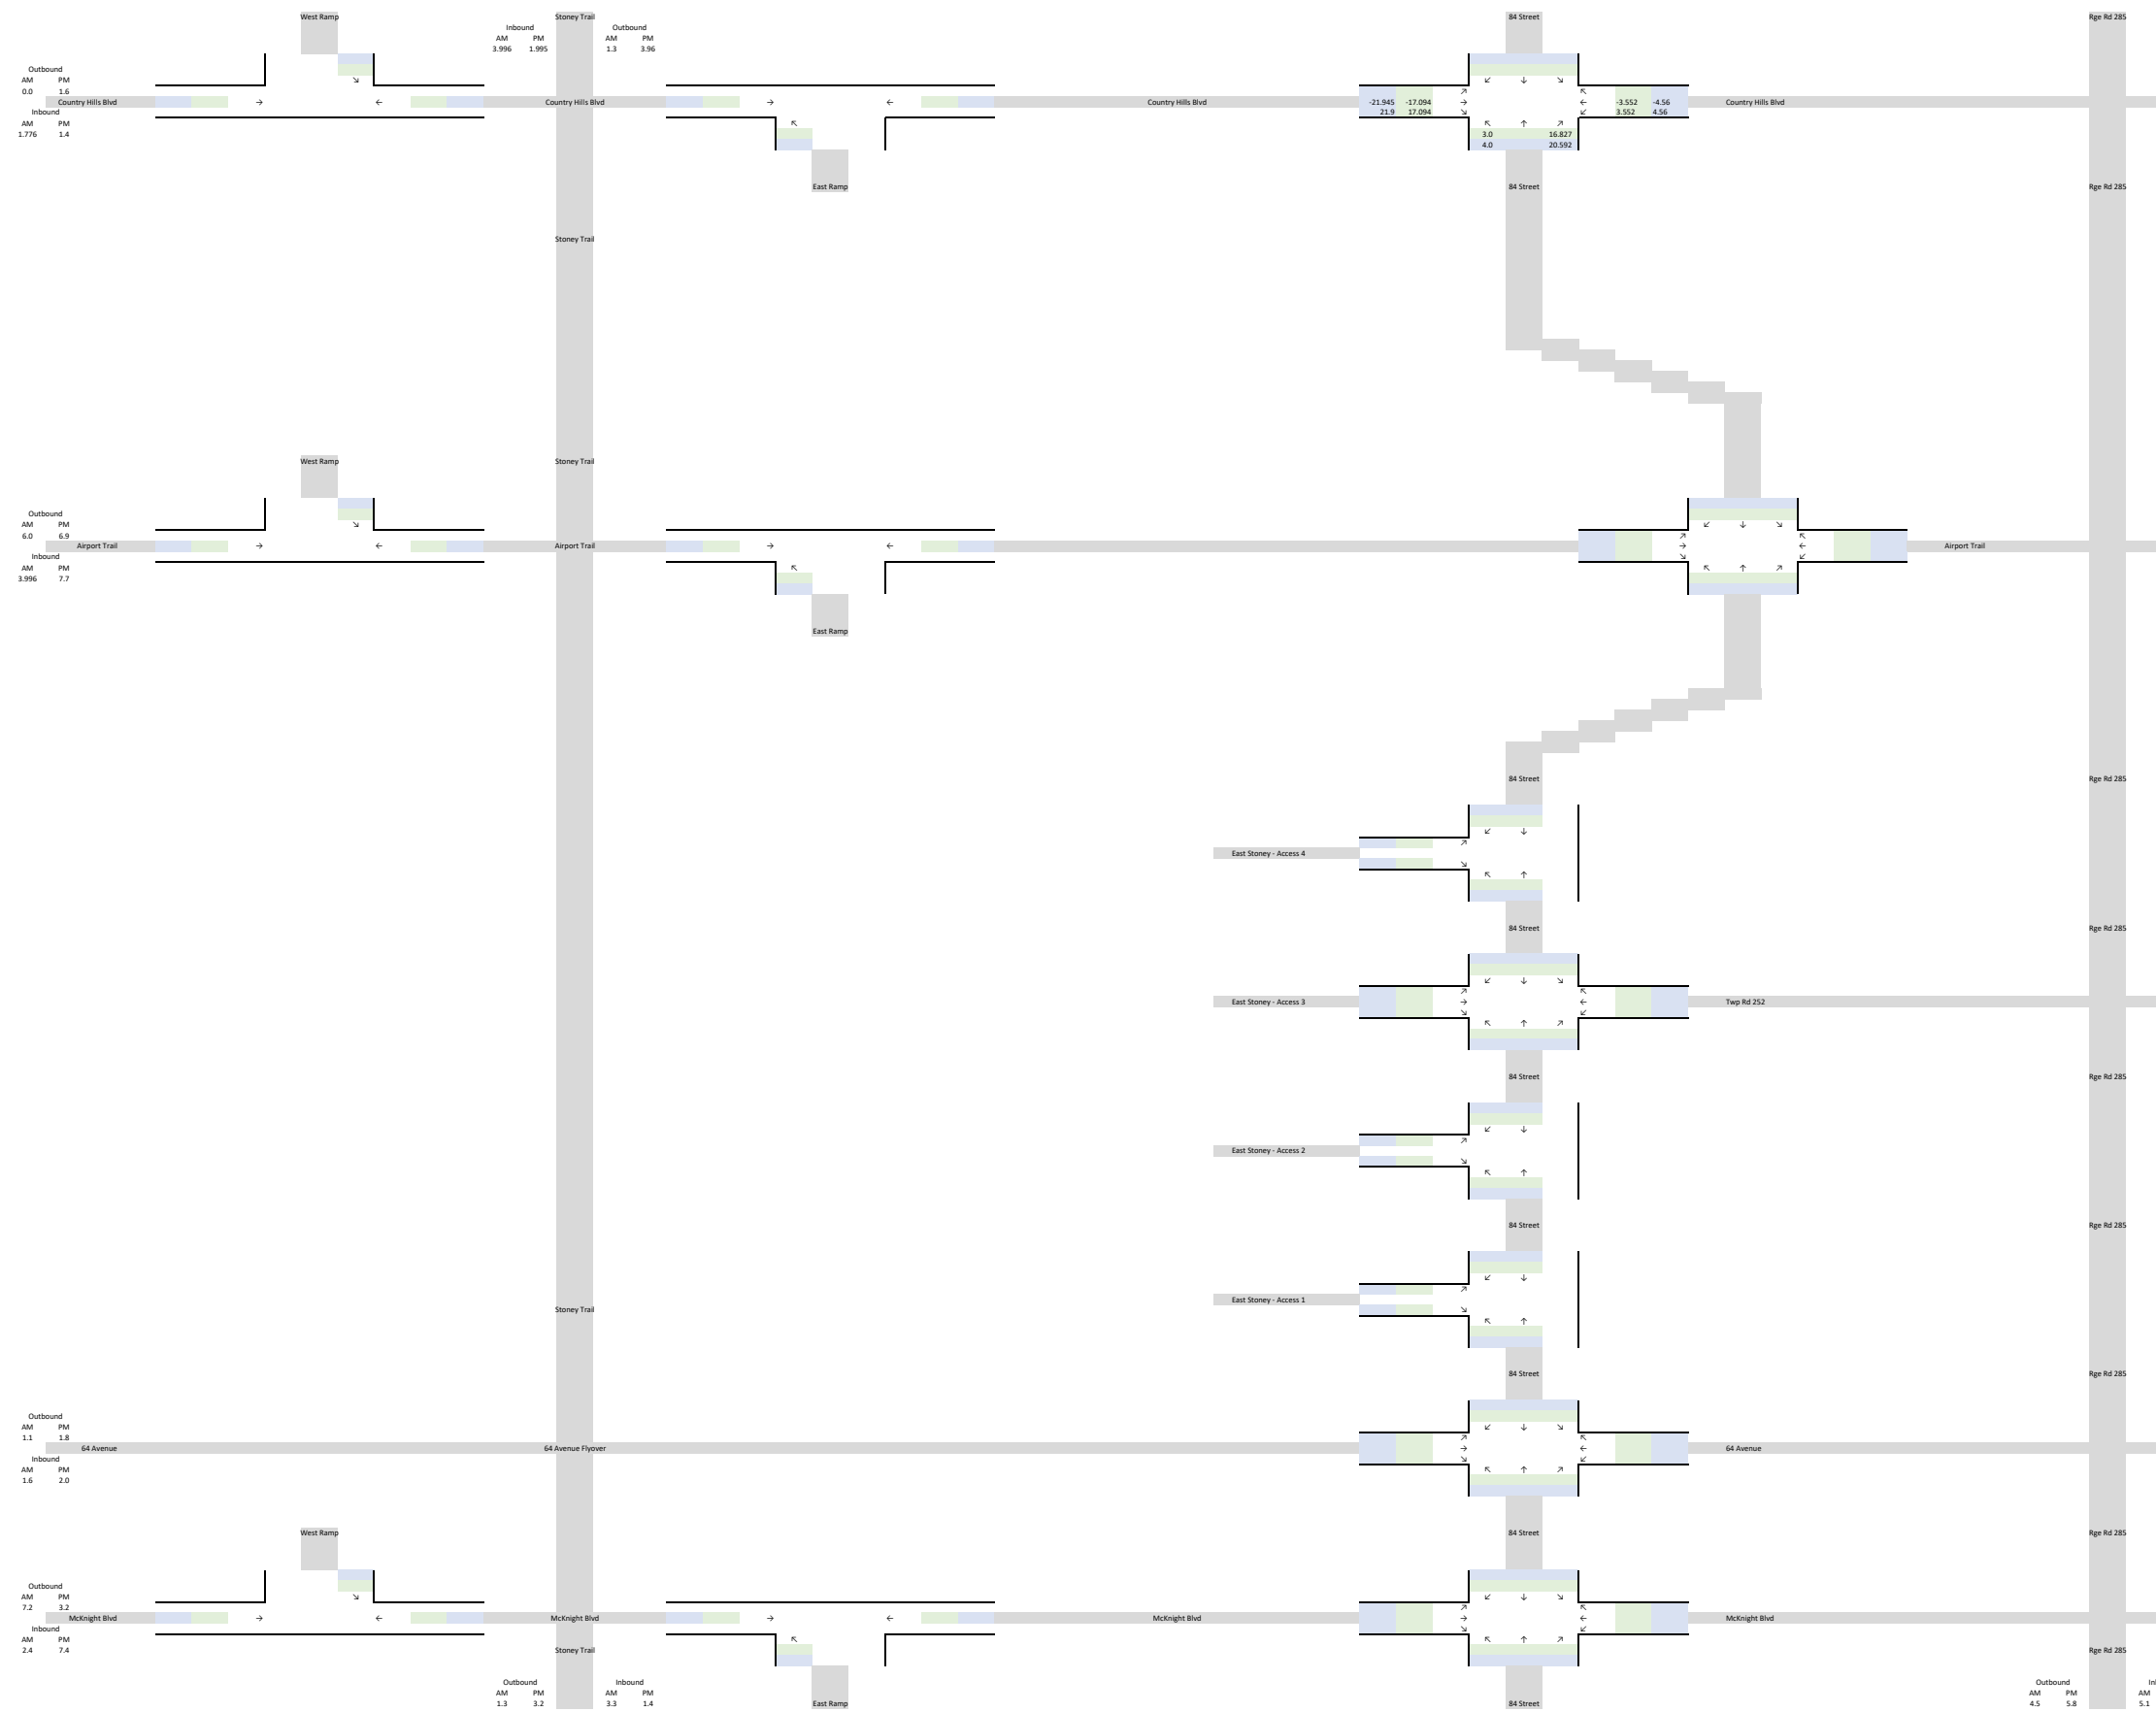 West Ramp Stoney Trail 84 Street Rge Rd 285
Inbound Outbound
AM PM AM PM
3.996 1.995 1.3 3.96
Outbound
AM PM
0.0 1.6
Country Hills Blvd Country Hills Blvd Country Hills Blvd -21.945 -17.094 -3.552 -4.56 Country Hills Blvd
Inbound 21.9 17.094 3.552 4.56
AM PM
1.776 1.4 3.0 16.827
4.0 20.592
East Ramp 84 Street Rge Rd 285
Stoney Trail
West Ramp Stoney Trail
Outbound
AM PM
6.0 6.9
Airport Trail Airport Trail Airport Trail
Inbound
AM PM
3.996 7.7
East Ramp
84 Street Rge Rd 285
East Stoney - Access 4
84 Street Rge Rd 285
East Stoney - Access 3 Twp Rd 252
84 Street Rge Rd 285
East Stoney - Access 2
84 Street Rge Rd 285
East Stoney - Access 1
Stoney Trail
84 Street Rge Rd 285
Outbound
AM PM
1.1 1.8
64 Avenue 64 Avenue Flyover 64 Avenue
Inbound
AM PM
1.6 2.0
West Ramp 84 Street Rge Rd 285
Outbound
AM PM
7.2 3.2
McKnight Blvd McKnight Blvd McKnight Blvd McKnight Blvd
Inbound
AM PM
2.4 7.4 Stoney Trail Rge Rd 285
Outbound Inbound Outbound In
AM PM AM PM AM PM AM
1.3 3.2 3.3 1.4 East Ramp 84 Street 4.5 5.8 5.1